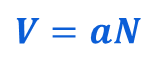 V = aN